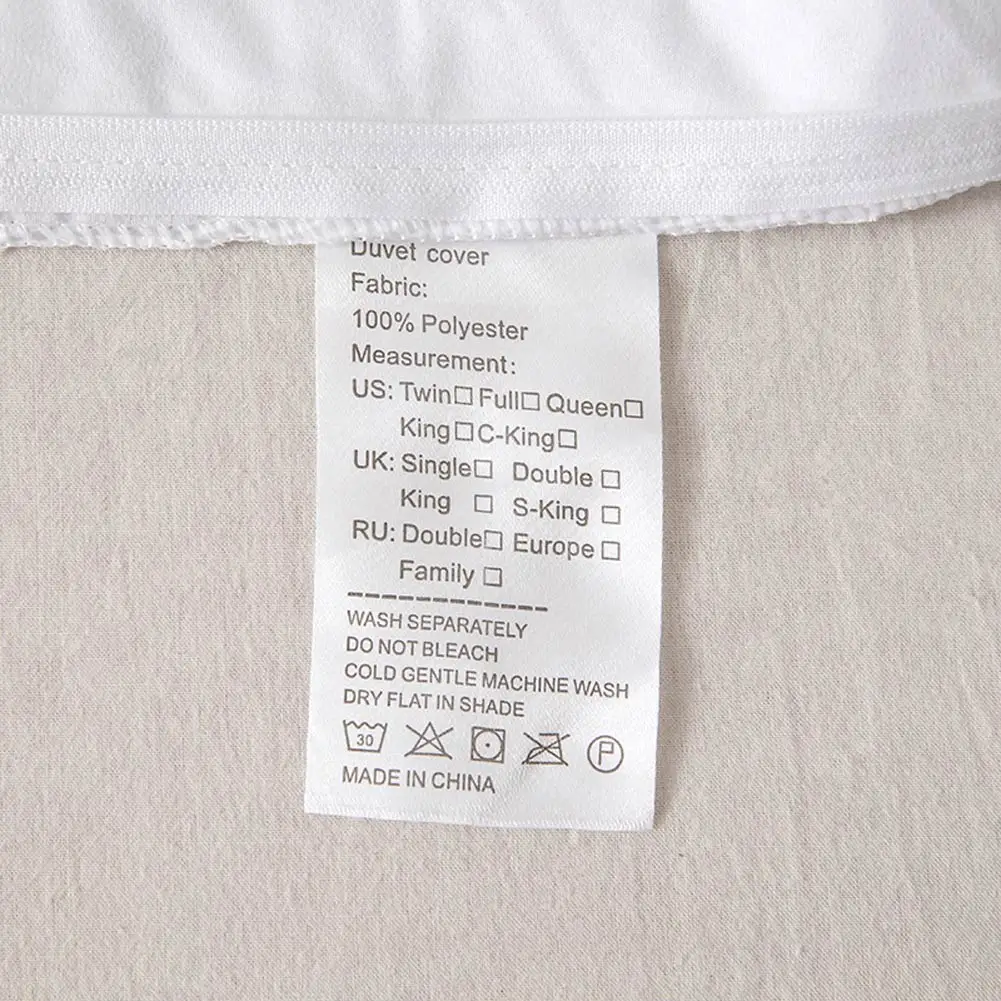 Duvet cover
Fabric:
100% Polyester
Measurement:
US: Twin□ Full□ Queen□
King□ C-King□
UK: Single□ Double □
King □ S-King □
RU: Double□ Europe □
Family □
WASH SEPARATELY
DO NOT BLEACH
COLD GENTLE MACHINE WASH
DRY FLAT IN SHADE
30 P
MADE IN CHINA